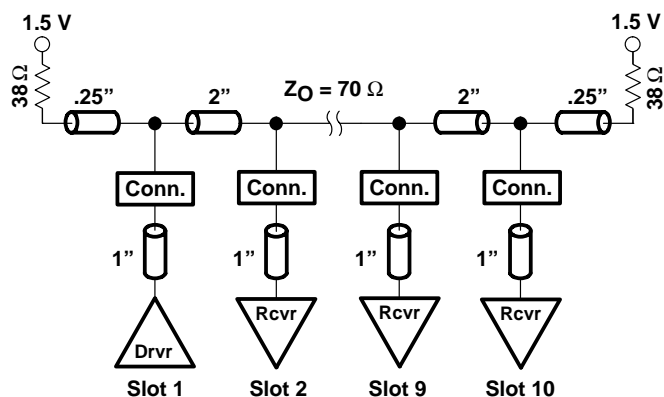 1.5 V
1.5 V
38 Ω
.25”
2”
ZO = 70 Ω
2”
.25”
38 Ω
Conn.
Conn.
Conn.
Conn.
1”
1”
1”
1”
Drvr
Rcvr
Rcvr
Rcvr
Slot 1
Slot 2
Slot 9
Slot 10